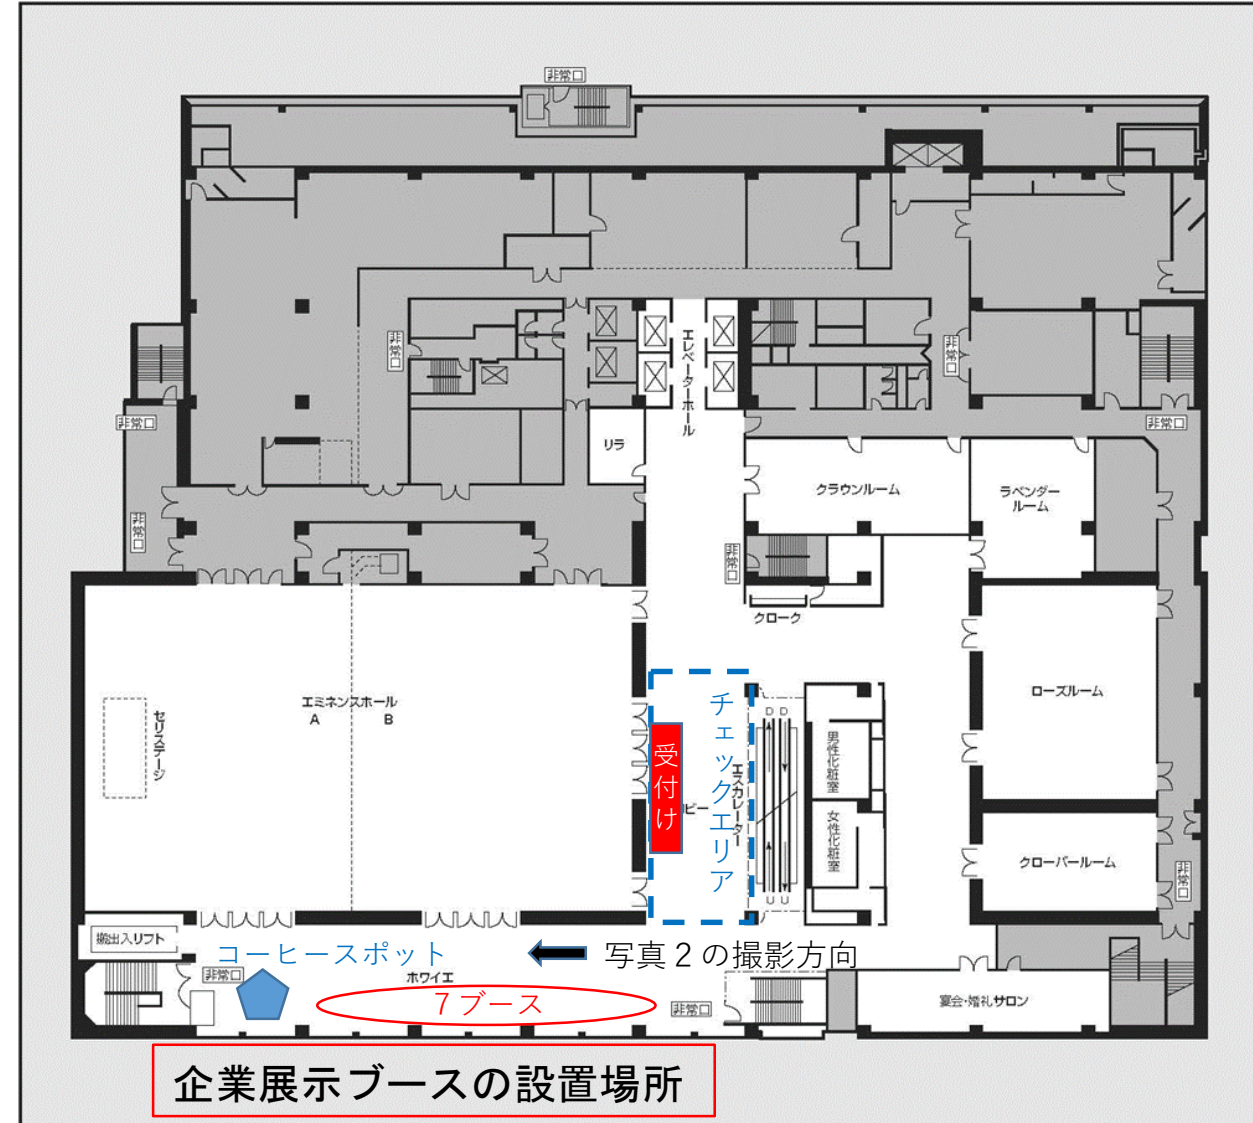 非常口
エレベーターホール
非常口
非常口
非常口
非常口
リラ
クラウンルーム
ラベンダー
ルーム
非常口
非常口
クローク
エミネンスホール
A B
セリステージ
チェックエリア
受付け
ビー
エスカレーター
D D
U U
男性化粧室
女性化粧室
ローズルーム
クローバールーム
非常口
搬出入リフト
コーヒースポット
写真２の撮影方向
非常口
ホワイエ
７ブース
非常口
宴会・婚礼サロン
企業展示ブースの設置場所